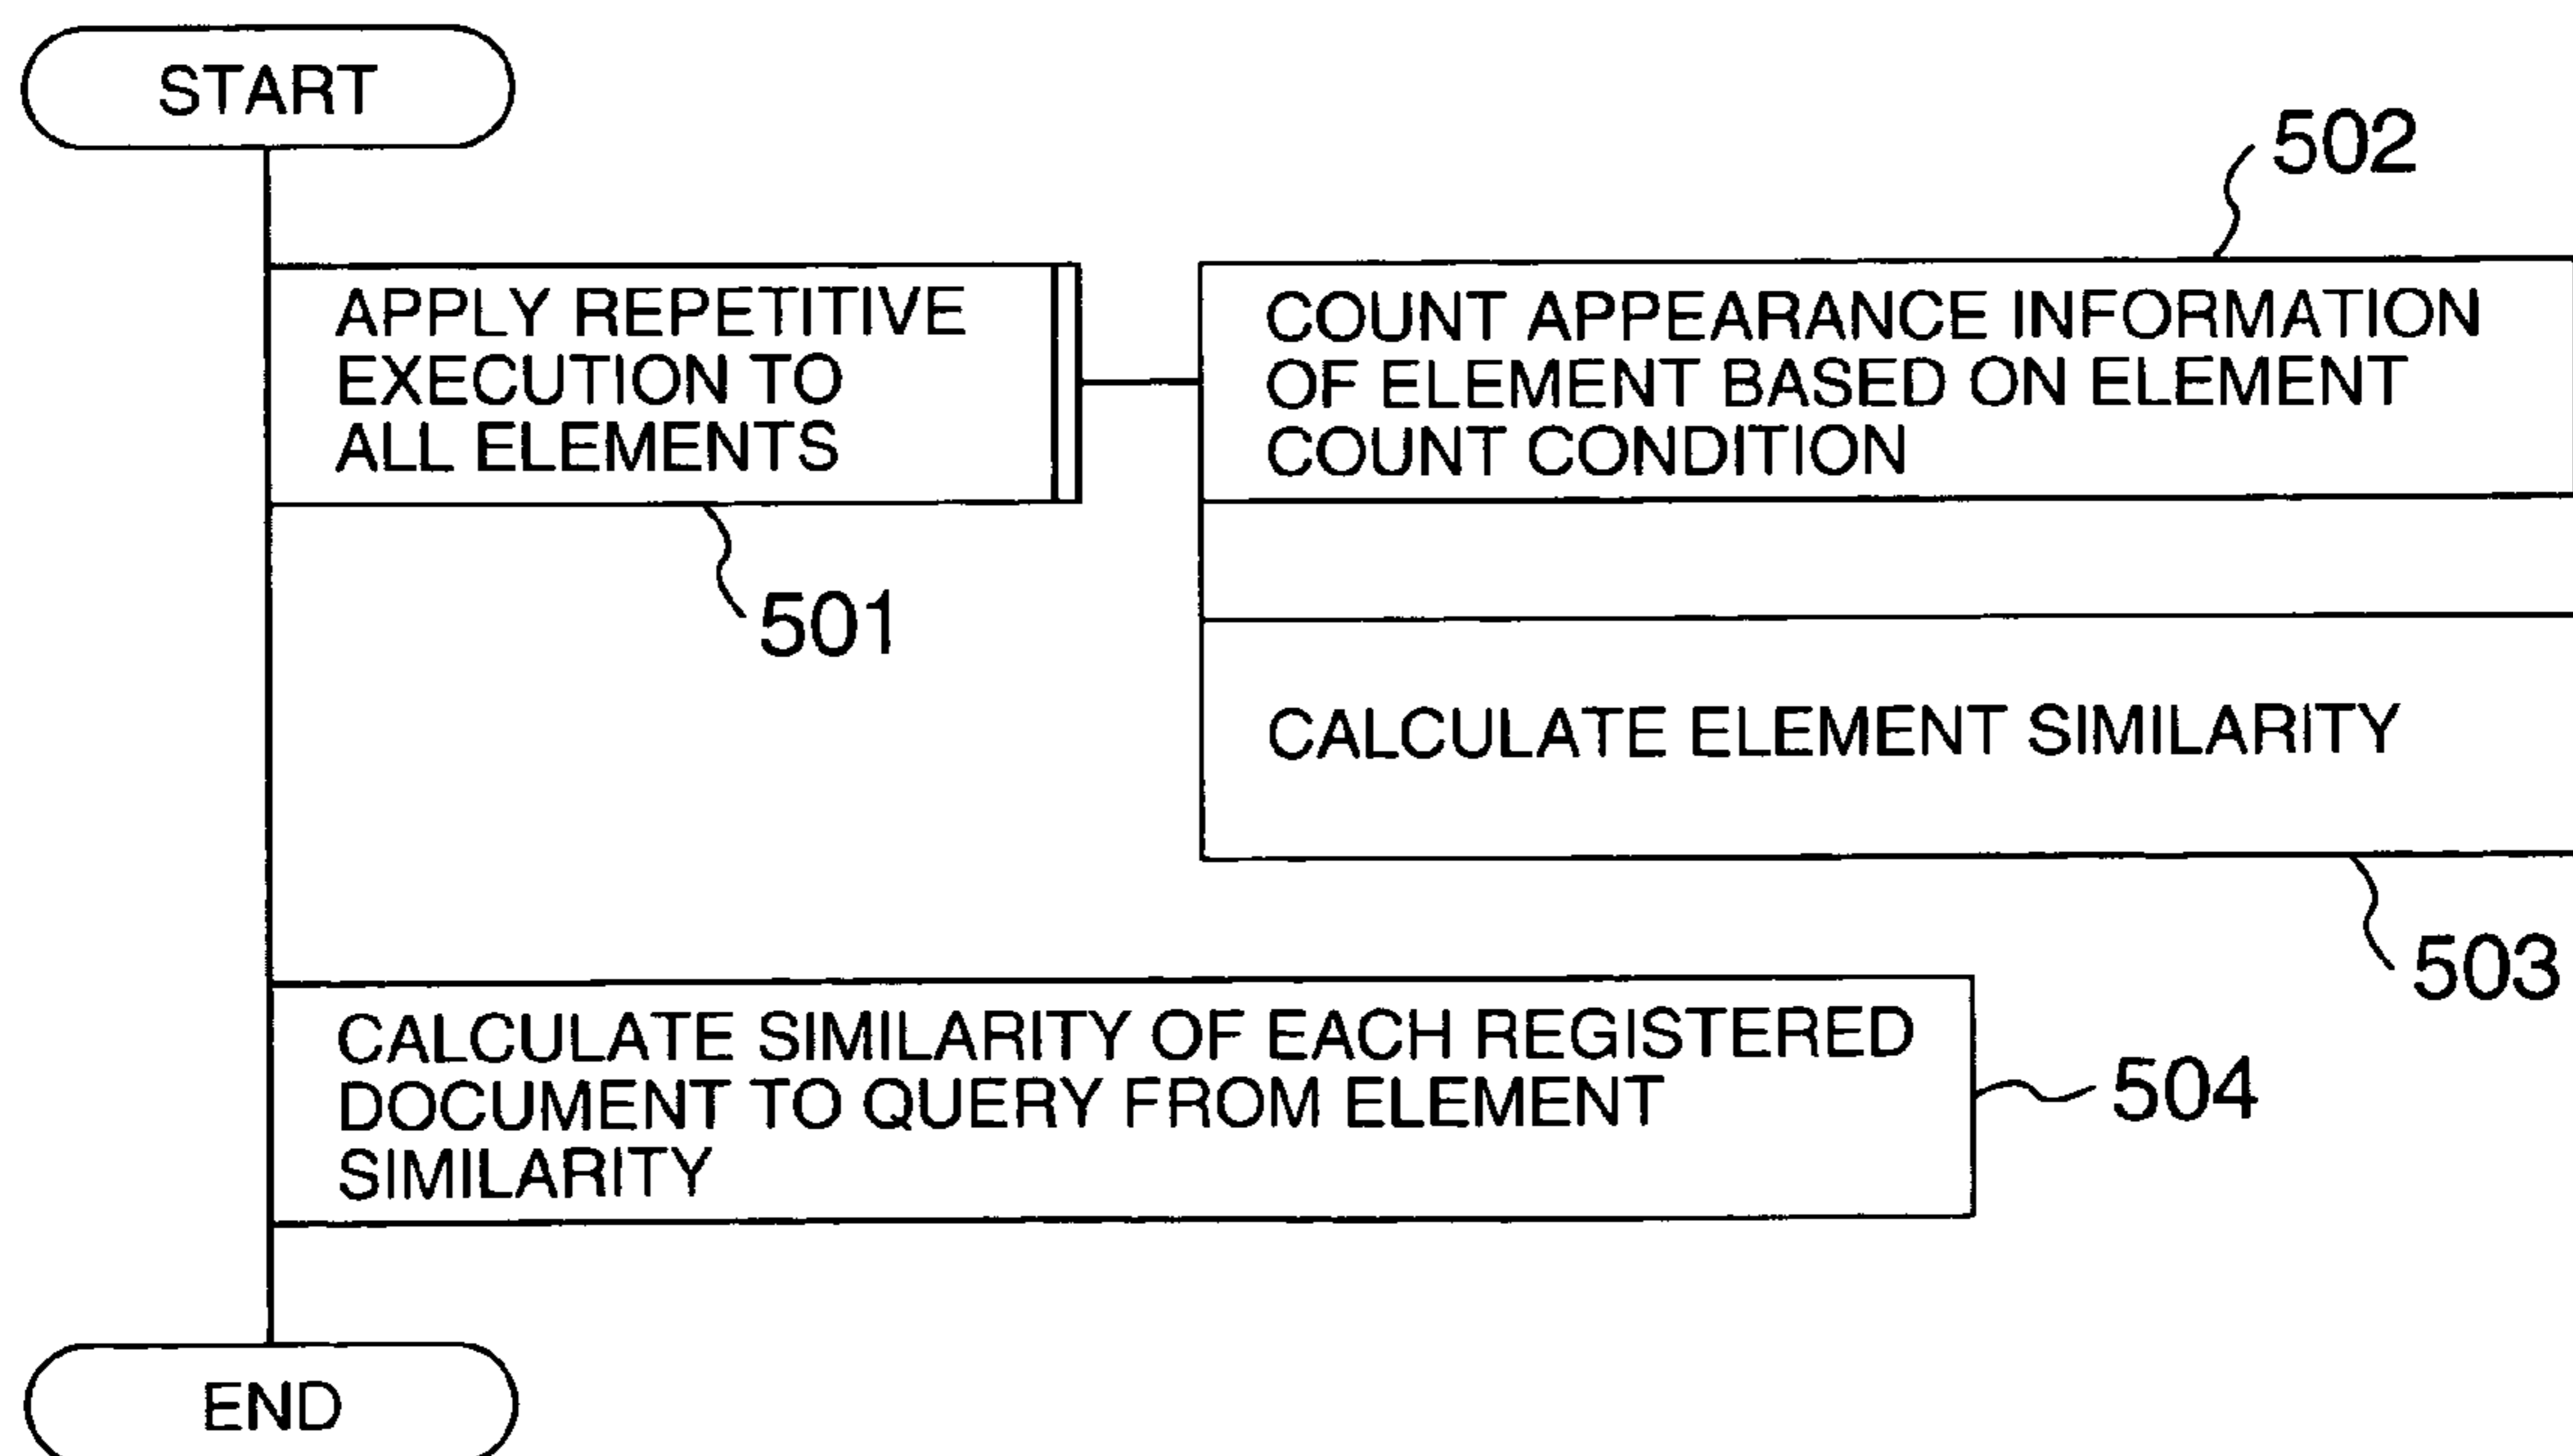 START
502
APPLY REPETITIVE
EXECUTION TO
ALL ELEMENTS
COUNT APPEARANCE INFORMATION
OF ELEMENT BASED ON ELEMENT
COUNT CONDITION
501
CALCULATE ELEMENT SIMILARITY
503
CALCULATE SIMILARITY OF EACH REGISTERED
DOCUMENT TO QUERY FROM ELEMENT
SIMILARITY
504
END